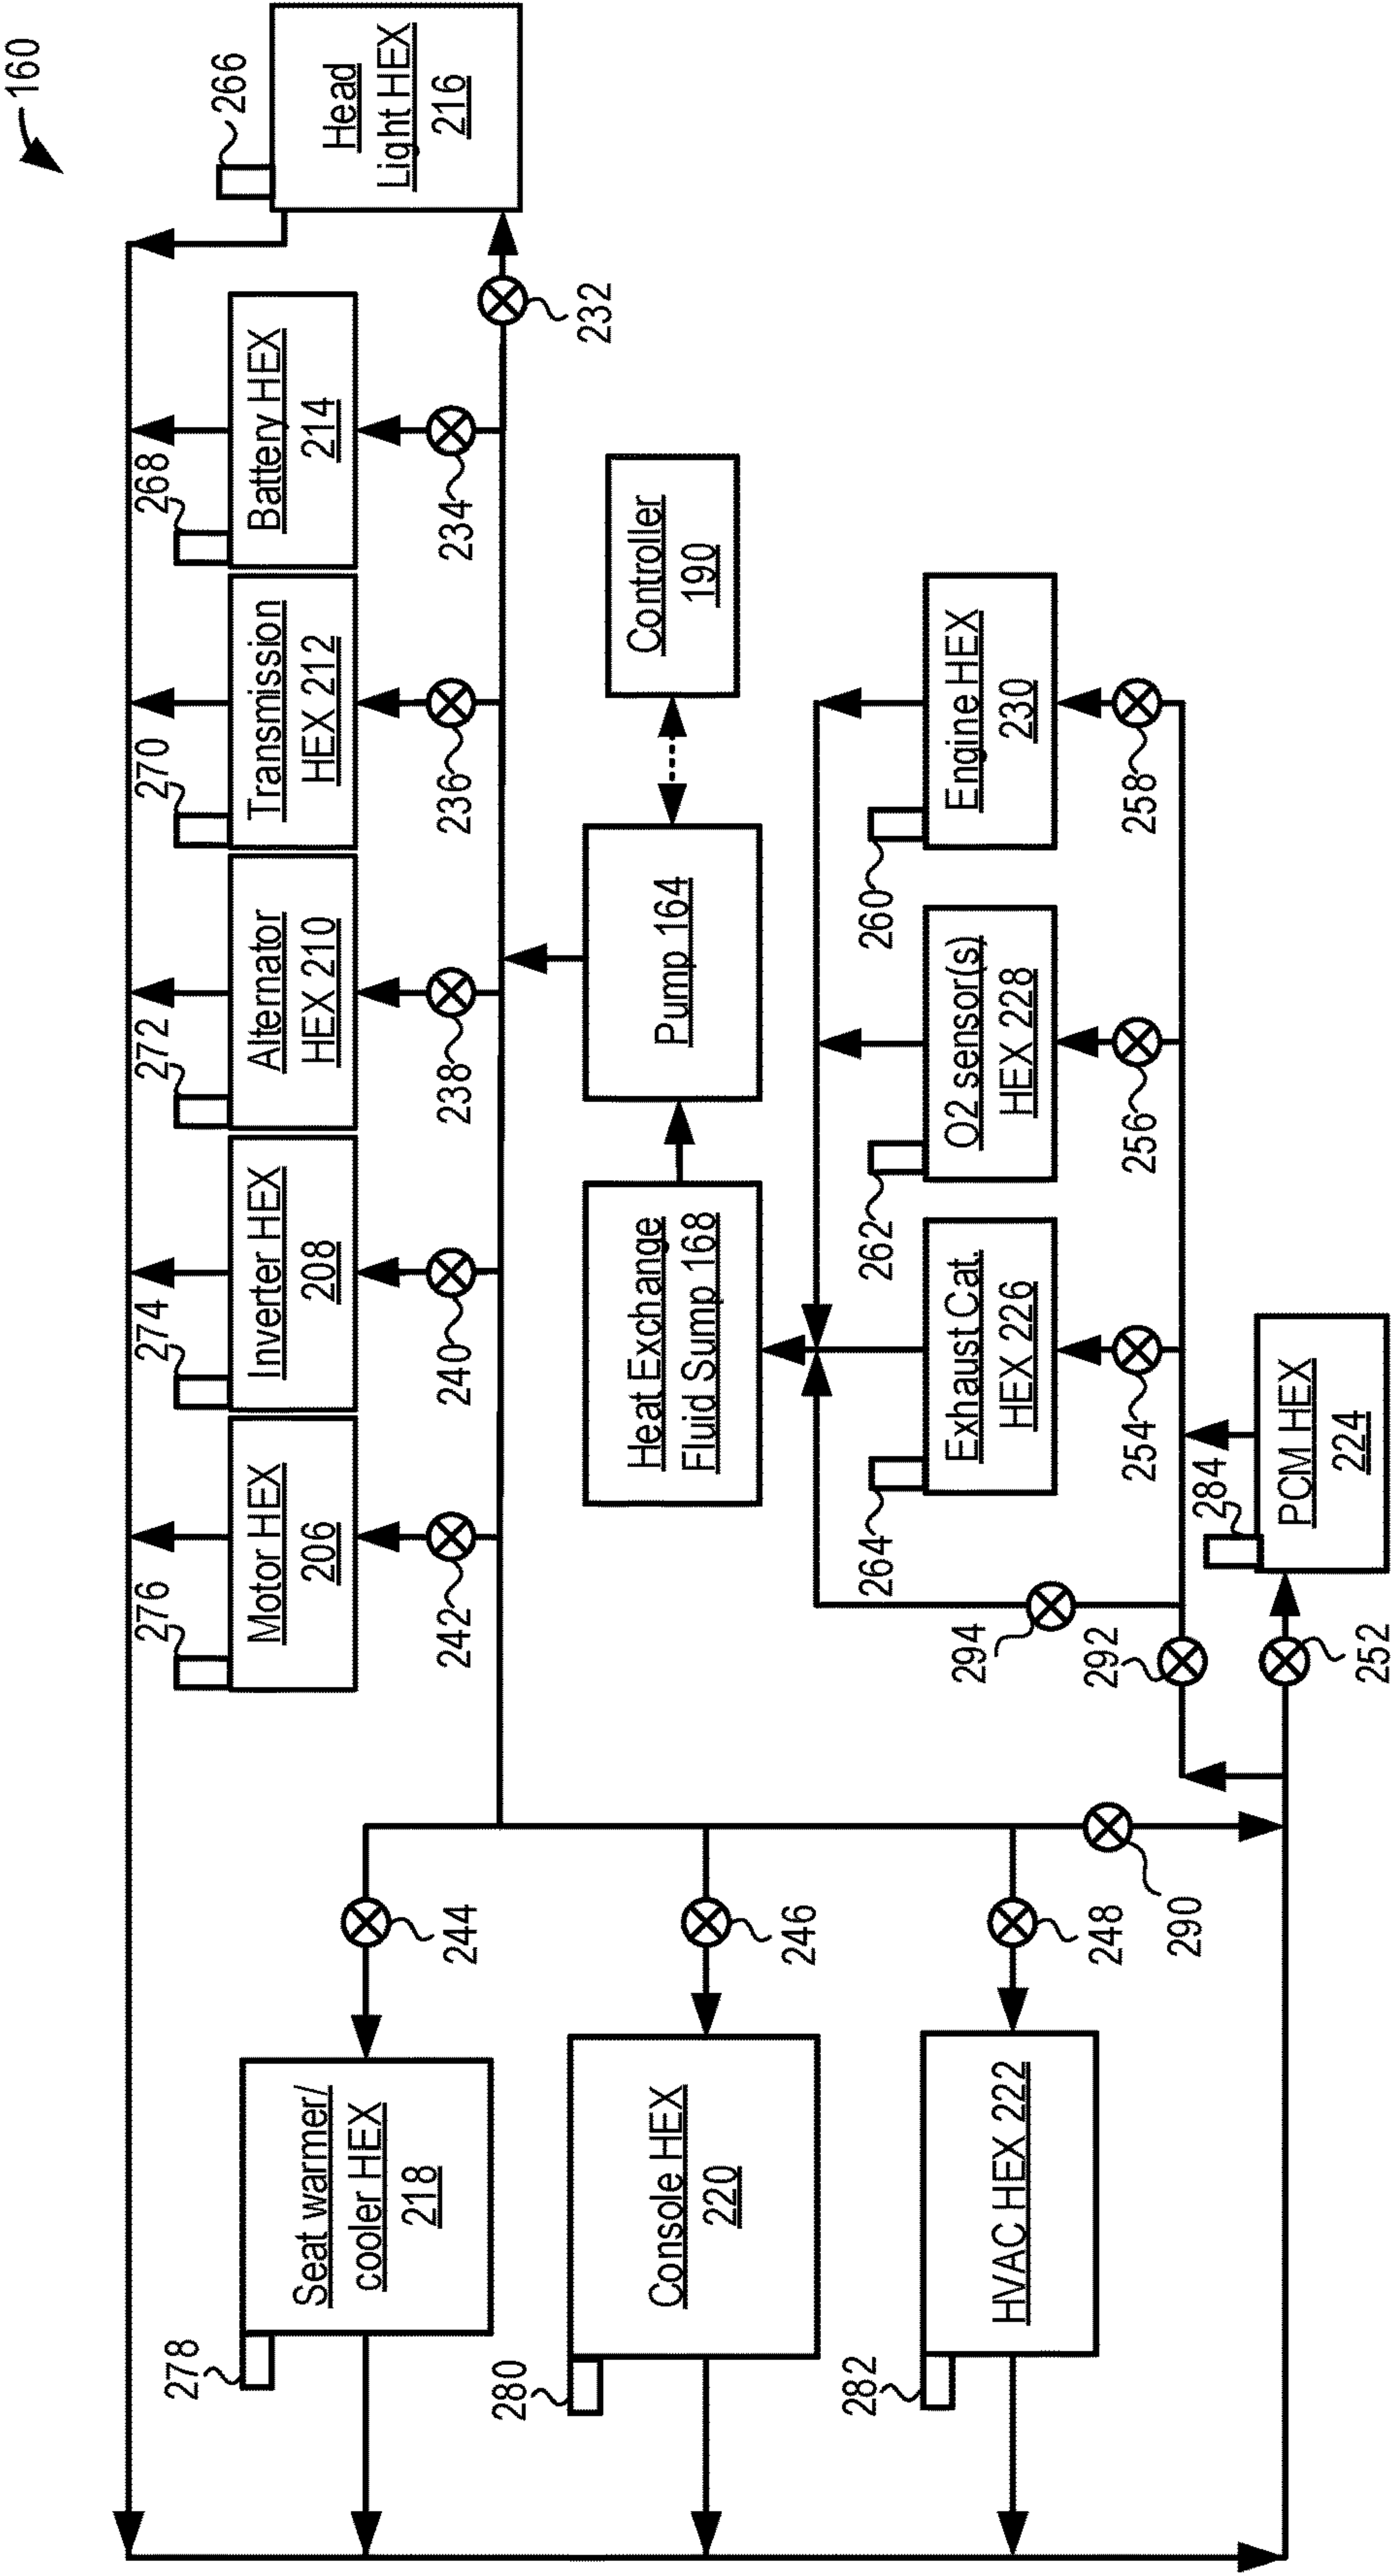 160
266
Head
Light HEX
216
232
268
Battery HEX
214
234
270
Transmission
HEX 212
236
272
Alternator
HEX 210
238
274
Inverter HEX
208
240
276
Motor HEX
206
242
Controller
190
Pump 164
Heat Exchange
Fluid Sump 168
260
Engine HEX
230
258
262
O2 sensor(s)
HEX 228
256
264
Exhaust Cat.
HEX 226
254
294
292
284
PCM HEX
224
252
290
244
246
248
278
Seat warmer/
cooler HEX
218
280
Console HEX
220
282
HVAC HEX 222